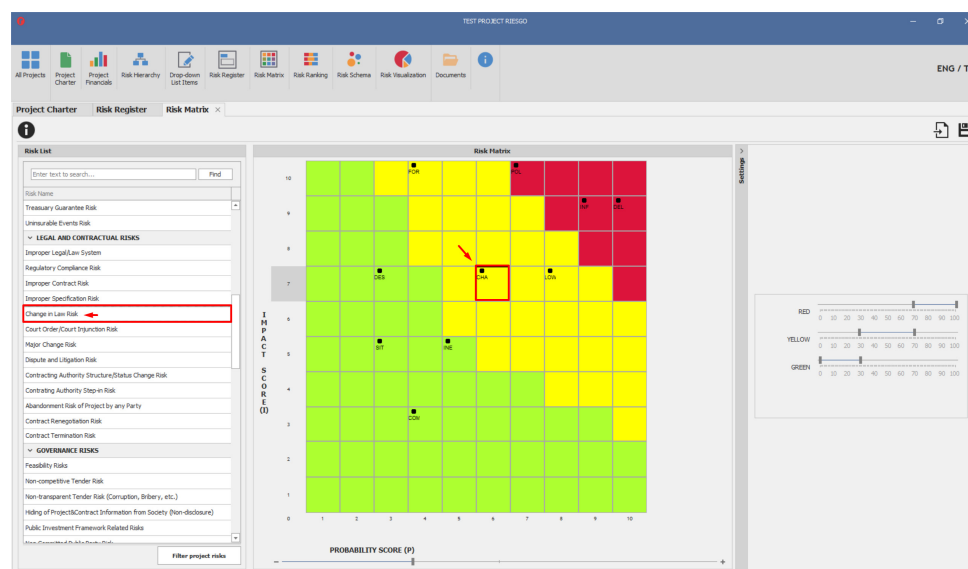 TEST PROJECT RIESGO
All Projects
Project Charter
Project Financials
Risk Hierarchy
Drop-down List Items
Risk Register
Risk Matrix
Risk Ranking
Risk Schema
Risk Visualization
Documents
ENG / T
Project Charter Risk Register Risk Matrix ×
Risk List
Enter text to search... Find
Risk Name
Treasuary Guarantee Risk
Uninsurable Events Risk
LEGAL AND CONTRACTUAL RISKS
Improper Legal/Law System
Regulatory Compliance Risk
Improper Contract Risk
Improper Specification Risk
Change in Law Risk
Court Order/Court Injunction Risk
Major Change Risk
Dispute and Litigation Risk
Contracting Authority Structure/Status Change Risk
Contrating Authority Step-in Risk
Abandonment Risk of Project by any Party
Contract Renegotiation Risk
Contract Termination Risk
GOVERNANCE RISKS
Feasibility Risks
Non-competitive Tender Risk
Non-transparent Tender Risk (Corruption, Bribery, etc.)
Hiding of Project&Contract Information from Society (Non-disclosure)
Public Investment Framework Related Risks
Filter project risks
Risk Matrix
IMPACT SCORE (I)
10 FOR POL
9 INF DEL
8
7 DES CHA LOW
6
5 SIT INE
4
3 COM
2
1
0 1 2 3 4 5 6 7 8 9 10
PROBABILITY SCORE (P)
− +
Settings
RED
0 10 20 30 40 50 60 70 80 90 100
YELLOW
0 10 20 30 40 50 60 70 80 90 100
GREEN
0 10 20 30 40 50 60 70 80 90 100